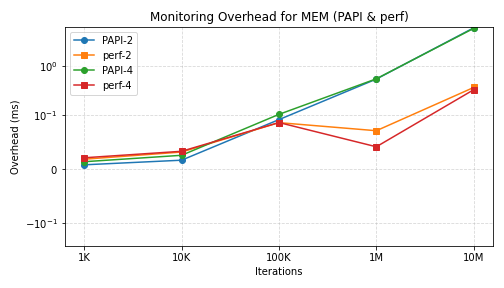 Monitoring Overhead for MEM (PAPI & perf)
PAPI-2
perf-2
PAPI-4
perf-4
Overhead (ms)
10⁰
10⁻¹
0
−10⁻¹
1K 10K 100K 1M 10M
Iterations